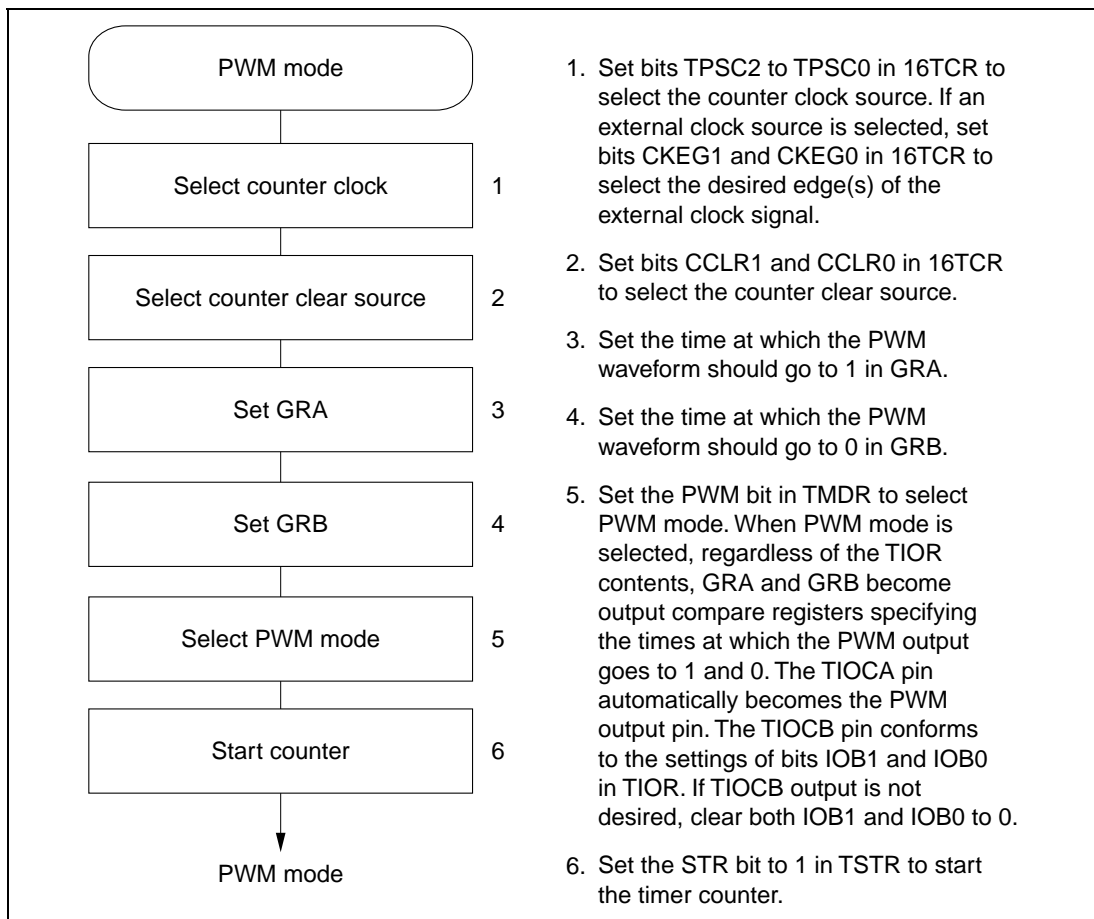 PWM mode
Select counter clock 1
Select counter clear source 2
Set GRA 3
Set GRB 4
Select PWM mode 5
Start counter 6
PWM mode
1. Set bits TPSC2 to TPSC0 in 16TCR to
select the counter clock source. If an
external clock source is selected, set
bits CKEG1 and CKEG0 in 16TCR to
select the desired edge(s) of the
external clock signal.
2. Set bits CCLR1 and CCLR0 in 16TCR
to select the counter clear source.
3. Set the time at which the PWM
waveform should go to 1 in GRA.
4. Set the time at which the PWM
waveform should go to 0 in GRB.
5. Set the PWM bit in TMDR to select
PWM mode. When PWM mode is
selected, regardless of the TIOR
contents, GRA and GRB become
output compare registers specifying
the times at which the PWM output
goes to 1 and 0. The TIOCA pin
automatically becomes the PWM
output pin. The TIOCB pin conforms
to the settings of bits IOB1 and IOB0
in TIOR. If TIOCB output is not
desired, clear both IOB1 and IOB0 to 0.
6. Set the STR bit to 1 in TSTR to start
the timer counter.